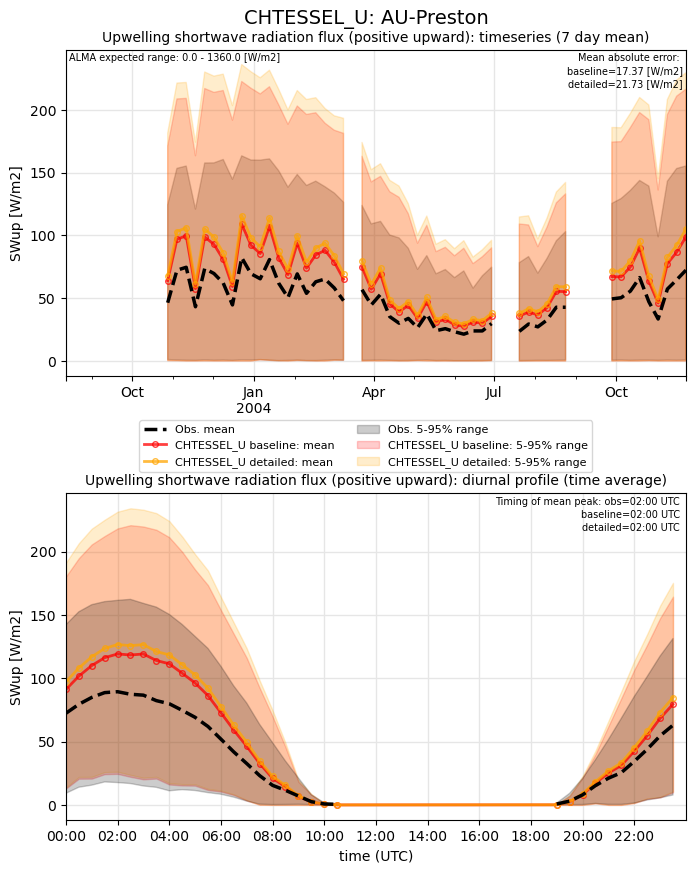 CHTESSEL_U: AU-Preston
Upwelling shortwave radiation flux (positive upward): timeseries (7 day mean)
ALMA expected range: 0.0 - 1360.0 [W/m2]
Mean absolute error:
baseline=17.37 [W/m2]
detailed=21.73 [W/m2]
SWup [W/m2]
200
150
100
50
0
Oct
Jan
2004
Apr
Jul
Oct
Obs. mean
CHTESSEL_U baseline: mean
CHTESSEL_U detailed: mean
Obs. 5-95% range
CHTESSEL_U baseline: 5-95% range
CHTESSEL_U detailed: 5-95% range
Upwelling shortwave radiation flux (positive upward): diurnal profile (time average)
Timing of mean peak: obs=02:00 UTC
baseline=02:00 UTC
detailed=02:00 UTC
SWup [W/m2]
200
150
100
50
0
00:00 02:00 04:00 06:00 08:00 10:00 12:00 14:00 16:00 18:00 20:00 22:00
time (UTC)